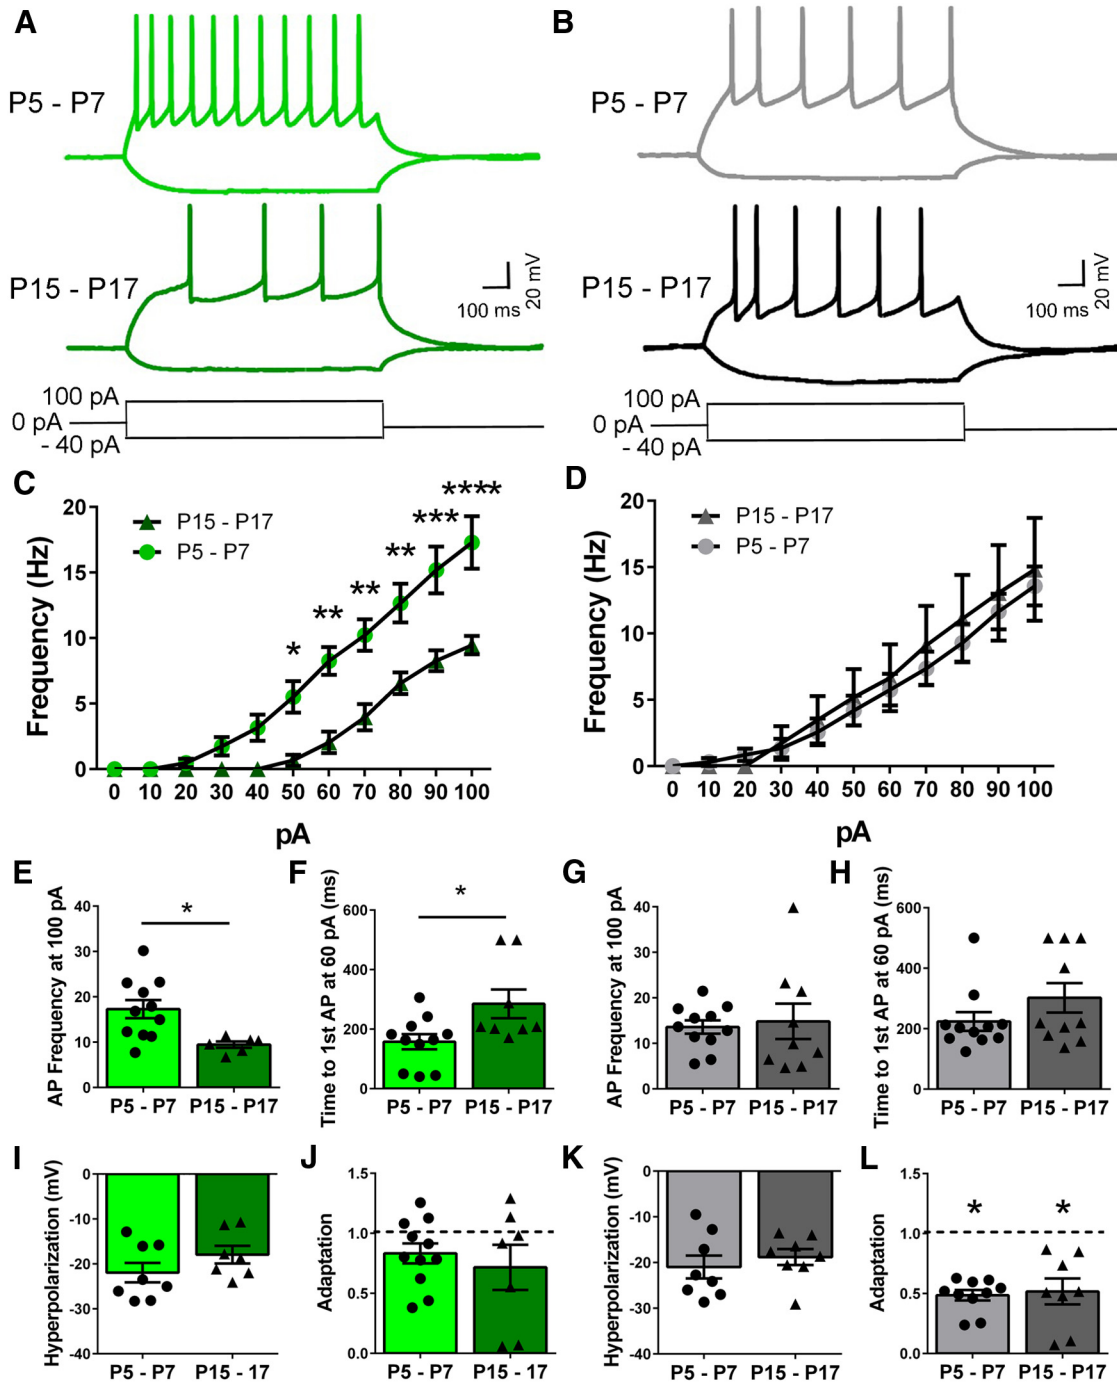 A
B
P5 - P7
P5 - P7
P15 - P17
P15 - P17
100 ms
20 mV
100 ms
20 mV
100 pA
0 pA
- 40 pA
100 pA
0 pA
- 40 pA
C
Frequency (Hz)
20
15
10
5
0
P15 - P17
P5 - P7
*
**
**
**
***
****
0 10 20 30 40 50 60 70 80 90 100
pA
D
Frequency (Hz)
20
15
10
5
0
P15 - P17
P5 - P7
0 10 20 30 40 50 60 70 80 90 100
pA
E
AP Frequency at 100 pA
40
30
20
10
0
*
P5 - P7 P15 - P17
F
Time to 1st AP at 60 pA (ms)
600
400
200
0
*
P5 - P7 P15 - P17
G
AP Frequency at 100 pA
40
30
20
10
0
P5 - P7 P15 - P17
H
Time to 1st AP at 60 pA (ms)
600
400
200
0
P5 - P7 P15 - P17
I
Hyperpolarization (mV)
0
-10
-20
-30
-40
P5 - P7 P15 - 17
J
Adaptation
1.5
1.0
0.5
0.0
P5 - P7 P15 - P17
K
Hyperpolarization (mV)
0
-10
-20
-30
-40
P5 - P7 P15 - P17
L
Adaptation
1.5
1.0
0.5
0.0
* *
P5 - P7 P15 - P17